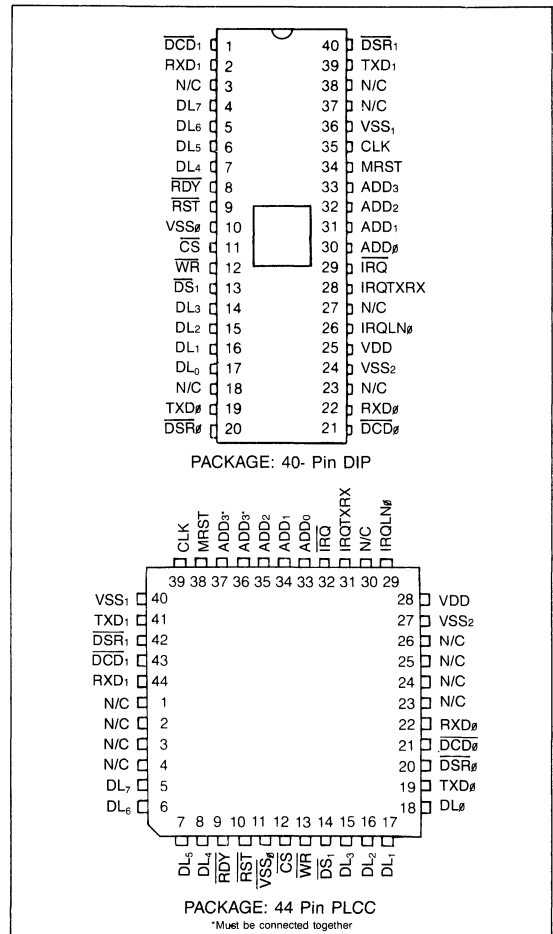 DCD₁ 1 40 DSR₁
RXD₁ 2 39 TXD₁
N/C 3 38 N/C
DL₇ 4 37 N/C
DL₆ 5 36 VSS₁
DL₅ 6 35 CLK
DL₄ 7 34 MRST
RDY 8 33 ADD₃
RST 9 32 ADD₂
VSSø 10 31 ADD₁
CS 11 30 ADDø
WR 12 29 IRQ
DS₁ 13 28 IRQTXRX
DL₃ 14 27 N/C
DL₂ 15 26 IRQLNø
DL₁ 16 25 VDD
DL₀ 17 24 VSS₂
N/C 18 23 N/C
TXDø 19 22 RXDø
DSRø 20 21 DCDø
PACKAGE: 40- Pin DIP
CLK MRST ADD₃* ADD₃* ADD₂ ADD₁ ADD₀ IRQ IRQTXRX N/C IRQLNø
39 38 37 36 35 34 33 32 31 30 29
VSS₁ 40 28 VDD
TXD₁ 41 27 VSS₂
DSR₁ 42 26 N/C
DCD₁ 43 25 N/C
RXD₁ 44 24 N/C
N/C 1 23 N/C
N/C 2 22 RXDø
N/C 3 21 DCDø
N/C 4 20 DSRø
DL₇ 5 19 TXDø
DL₆ 6 18 DLø
7 8 9 10 11 12 13 14 15 16 17
DL₅ DL₄ RDY RST VSSø CS WR DS₁ DL₃ DL₂ DL₁
PACKAGE: 44 Pin PLCC
*Must be connected together